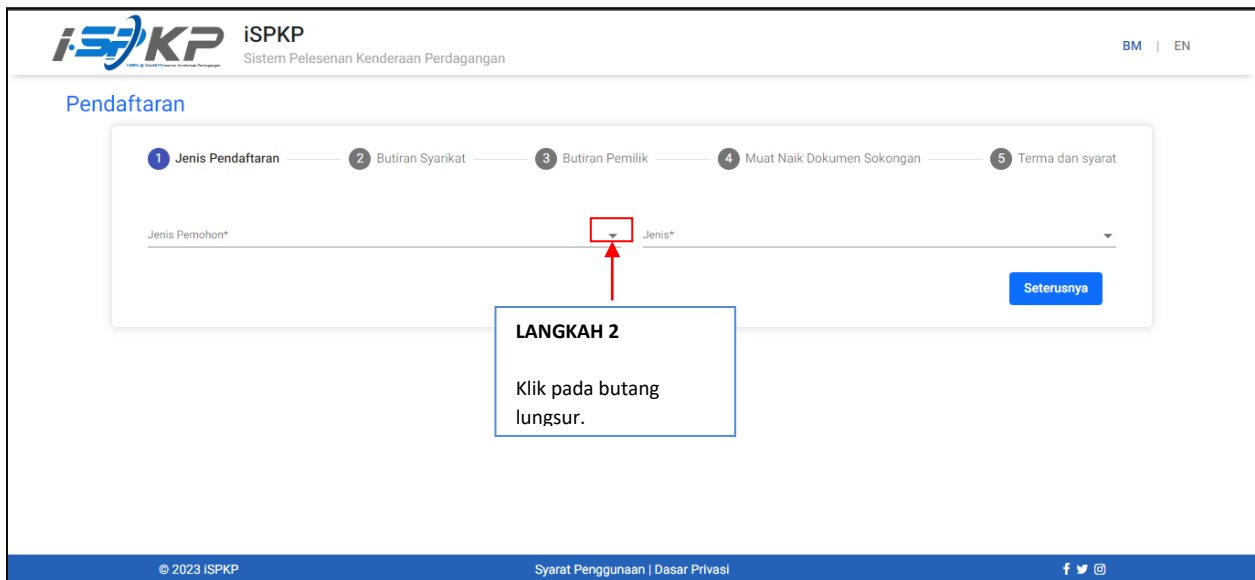 i.SPKP
iSPKP
Sistem Pelesenan Kenderaan Perdagangan
BM | EN
Pendaftaran
1 Jenis Pendaftaran 2 Butiran Syarikat 3 Butiran Pemilik 4 Muat Naik Dokumen Sokongan 5 Terma dan syarat
Jenis Pemohon* Jenis*
Seterusnya
LANGKAH 2
Klik pada butang
lungsur.
© 2023 iSPKP Syarat Penggunaan | Dasar Privasi